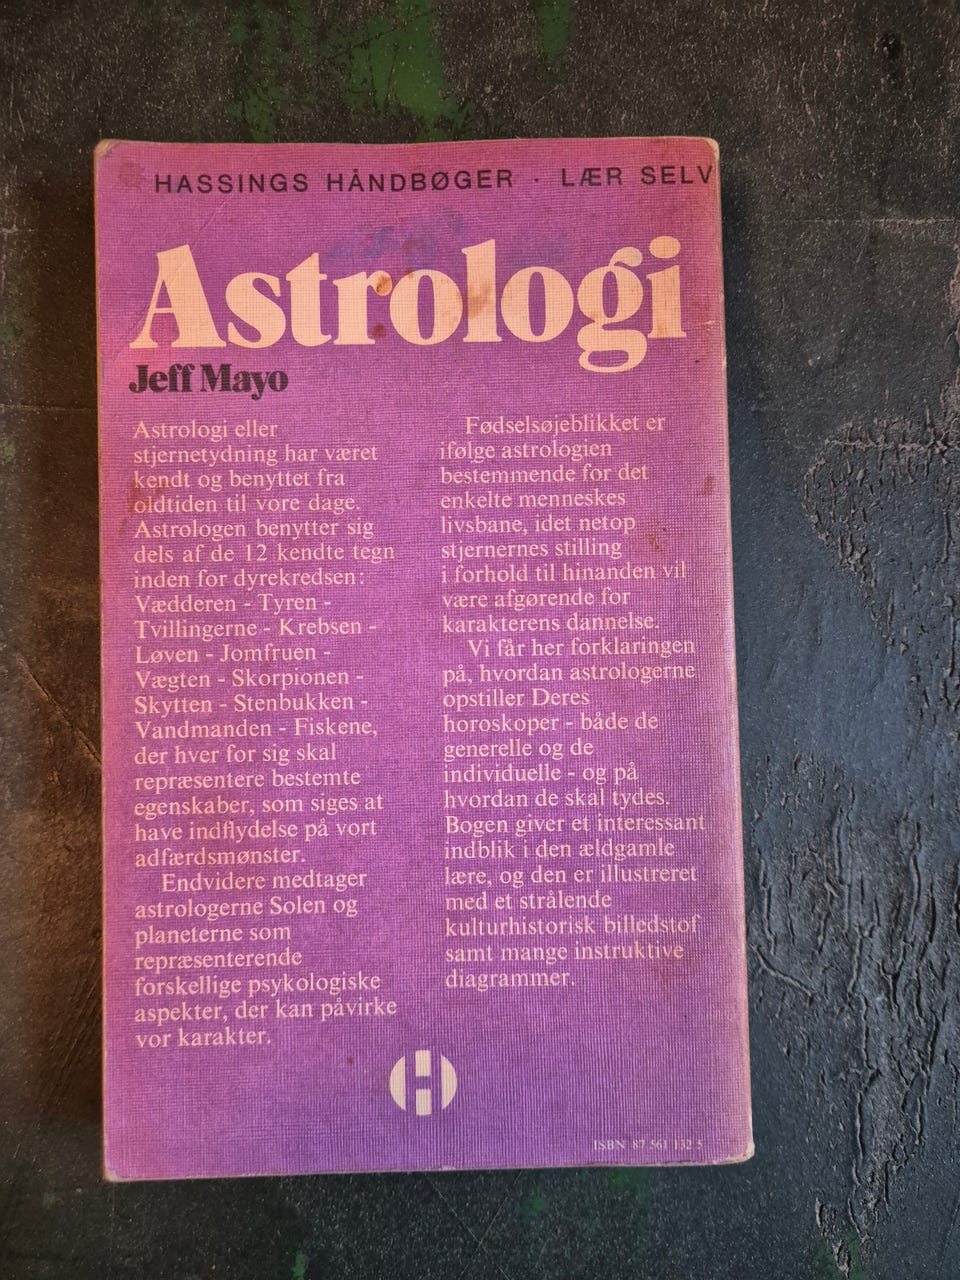 HASSINGS HÅNDBØGER · LÆR SELV
Astrologi
Jeff Mayo
Astrologi eller
stjernetydning har været
kendt og benyttet fra
oldtiden til vore dage.
Astrologen benytter sig
dels af de 12 kendte tegn
inden for dyrekredsen:
Vædderen - Tyren -
Tvillingerne - Krebsen -
Løven - Jomfruen -
Vægten - Skorpionen -
Skytten - Stenbukken -
Vandmanden - Fiskene,
der hver for sig skal
repræsentere bestemte
egenskaber, som siges at
have indflydelse på vort
adfærdsmønster.
Endvidere medtager
astrologerne Solen og
planeterne som
repræsenterende
forskellige psykologiske
aspekter, der kan påvirke
vor karakter.
Fødselsøjeblikket er
ifølge astrologien
bestemmende for det
enkelte menneskes
livsbane, idet netop
stjernernes stilling
i forhold til hinanden vil
være afgørende for
karakterens dannelse.
Vi får her forklaringen
på, hvordan astrologerne
opstiller Deres
horoskoper - både de
generelle og de
individuelle - og på
hvordan de skal tydes.
Bogen giver et interessant
indblik i den ældgamle
lære, og den er illustreret
med et strålende
kulturhistorisk billedstof
samt mange instruktive
diagrammer.
H
ISBN 87 561 132 5